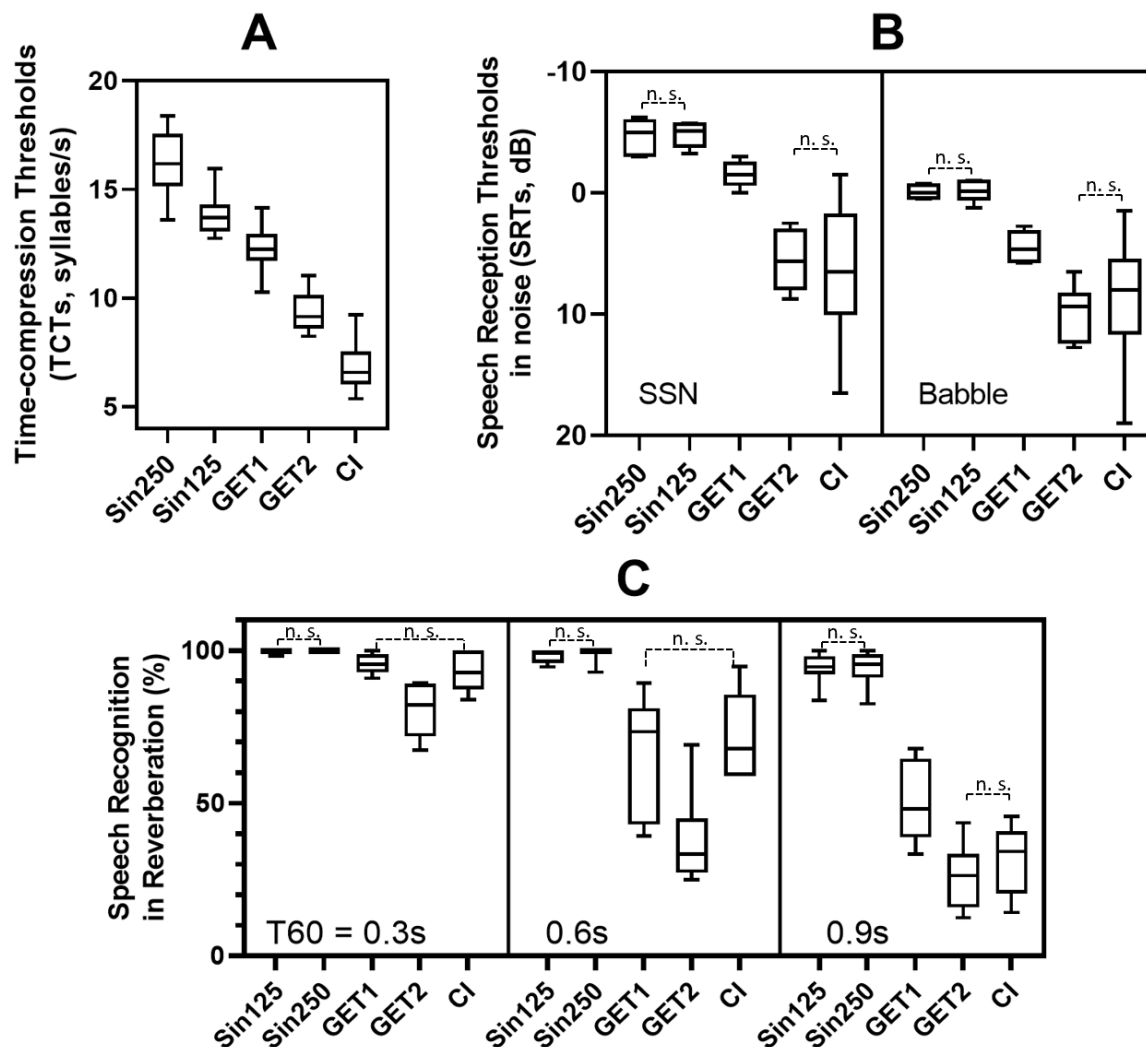 A
Time-compression Thresholds
(TCTs, syllables/s)
20
15
10
5
Sin250
Sin125
GET1
GET2
CI
B
Speech Reception Thresholds
in noise (SRTs, dB)
-10
0
10
20
n. s.
n. s.
n. s.
n. s.
SSN
Babble
Sin250
Sin125
GET1
GET2
CI
Sin250
Sin125
GET1
GET2
CI
C
Speech Recognition
in Reverberation (%)
100
50
0
n. s.
n. s.
n. s.
n. s.
n. s.
n. s.
T60 = 0.3s
0.6s
0.9s
Sin125
Sin250
GET1
GET2
CI
Sin125
Sin250
GET1
GET2
CI
Sin125
Sin250
GET1
GET2
CI